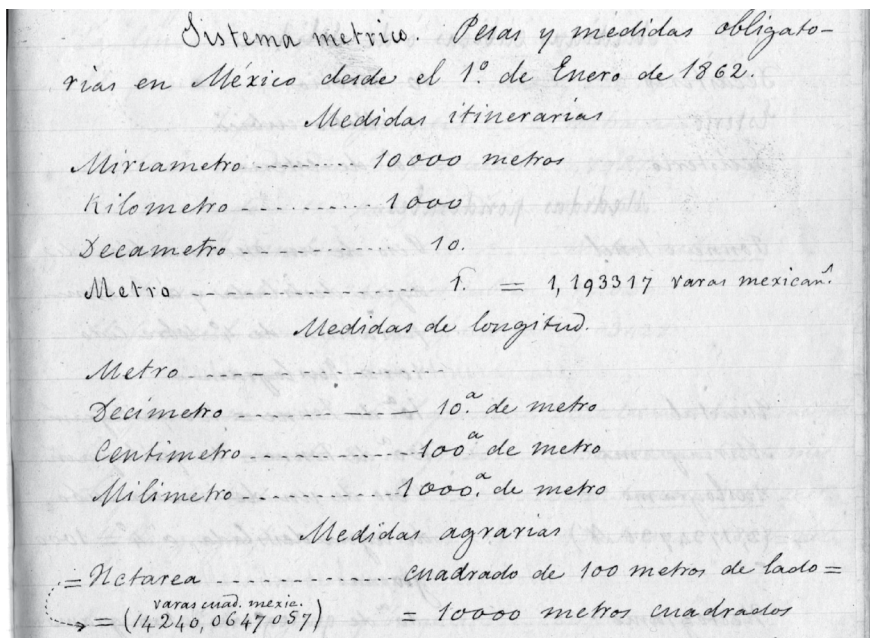 Sistema metrico. Pesas y medidas obligato-
rias en México desde el 1º. de Enero de 1862.
Medidas itinerarias
Miriametro ---------- 10000 metros
Kilometro ---------- 1000
Decametro ---------- 10.
Metro ---------- 1. = 1,193317 varas mexican.s
Medidas de longitud.
Metro ----------
Decimetro ---------- 10.a de metro
Centimetro ---------- 100a de metro
Milimetro ---------- 1000.a de metro
Medidas agrarias
= Hctarea ---------- cuadrado de 100 metros de lado =
varas cuad. mexic.
= (14240,0647057) = 10000 metros cuadrados